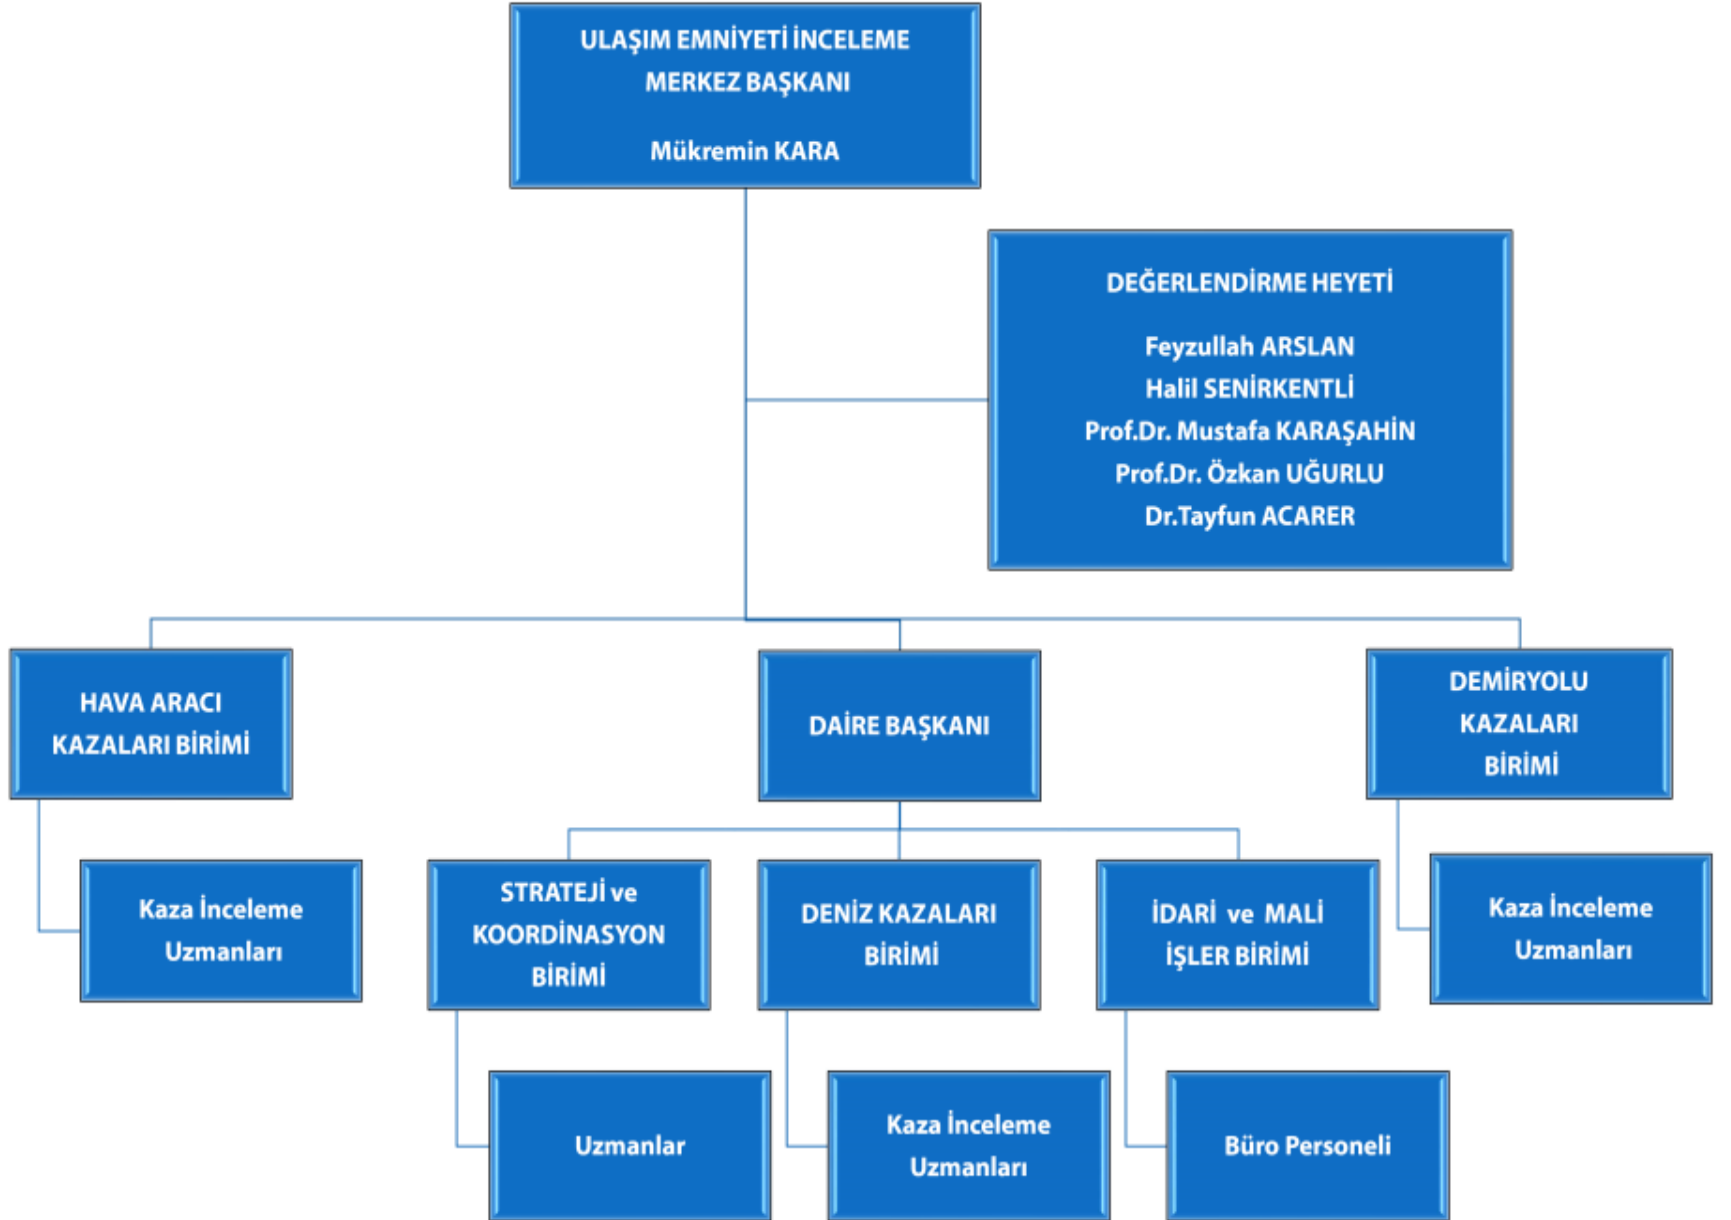 ULAŞIM EMNİYETİ İNCELEME
MERKEZ BAŞKANI
Mükremin KARA
DEĞERLENDİRME HEYETİ
Feyzullah ARSLAN
Halil SENİRKENTLİ
Prof.Dr. Mustafa KARAŞAHİN
Prof.Dr. Özkan UĞURLU
Dr.Tayfun ACARER
HAVA ARACI
KAZALARI BİRİMİ
DAİRE BAŞKANI
DEMİRYOLU
KAZALARI
BİRİMİ
Kaza İnceleme
Uzmanları
STRATEJİ ve
KOORDİNASYON
BİRİMİ
DENİZ KAZALARI
BİRİMİ
İDARİ ve MALİ
İŞLER BİRİMİ
Kaza İnceleme
Uzmanları
Uzmanlar
Kaza İnceleme
Uzmanları
Büro Personeli